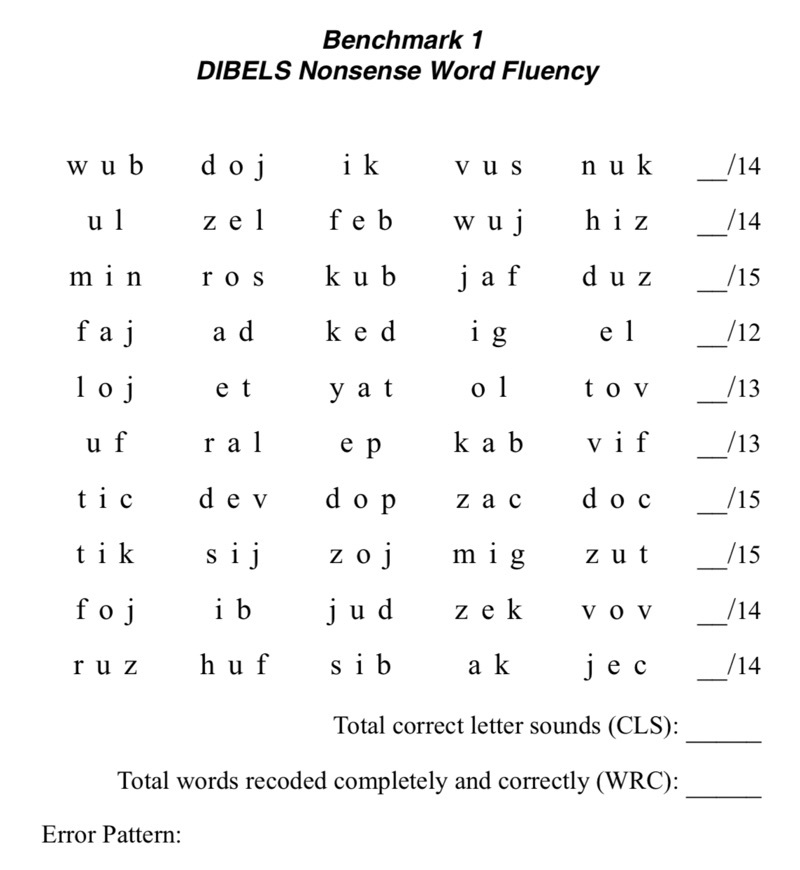 Benchmark 1
DIBELS Nonsense Word Fluency
w u b d o j i k v u s n u k __/14
u l z e l f e b w u j h i z __/14
m i n r o s k u b j a f d u z __/15
f a j a d k e d i g e l __/12
l o j e t y a t o l t o v __/13
u f r a l e p k a b v i f __/13
t i c d e v d o p z a c d o c __/15
t i k s i j z o j m i g z u t __/15
f o j i b j u d z e k v o v __/14
r u z h u f s i b a k j e c __/14
Total correct letter sounds (CLS): ______
Total words recoded completely and correctly (WRC): ______
Error Pattern: